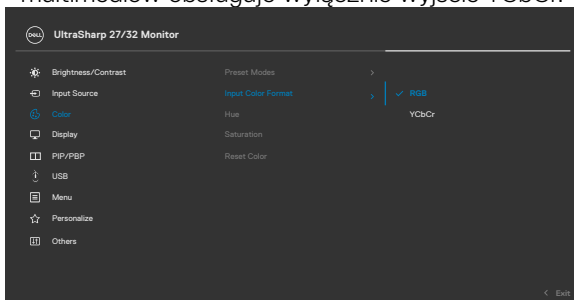 multimediów obsługuje wyłącznie wyjście YCbCr.
DELL UltraSharp 27/32 Monitor
Brightness/Contrast Preset Modes >
Input Source Input Color Format > ✓ RGB
Color Hue YCbCr
Display Saturation
PIP/PBP Reset Color
USB
Menu
Personalize
Others
< Exit